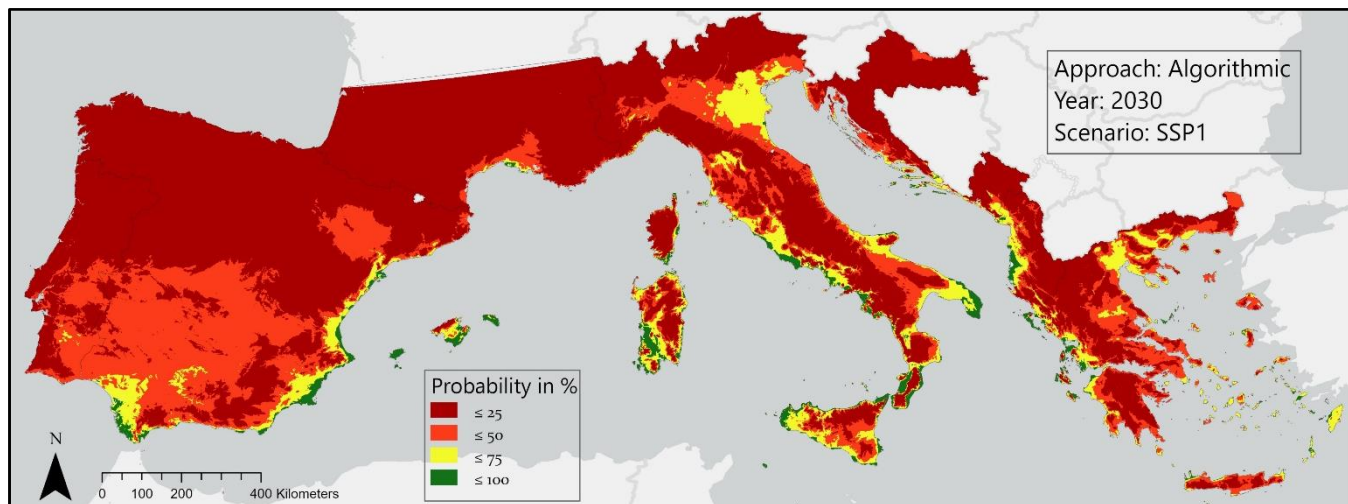 Approach: Algorithmic
Year: 2030
Scenario: SSP1
Probability in %
≤ 25
≤ 50
≤ 75
≤ 100
N
0 100 200 400 Kilometers